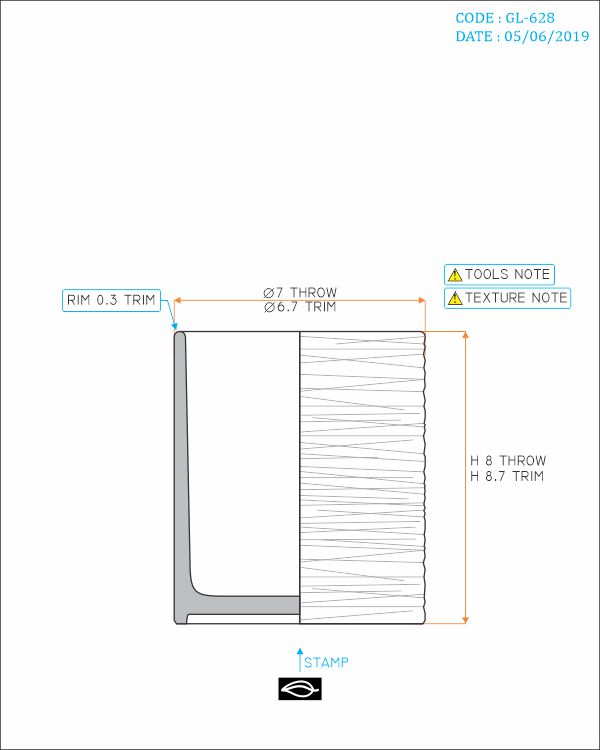 CODE : GL-628
DATE : 05/06/2019
TOOLS NOTE
TEXTURE NOTE
RIM 0.3 TRIM
Ø7 THROW
Ø6.7 TRIM
H 8 THROW
H 8.7 TRIM
STAMP